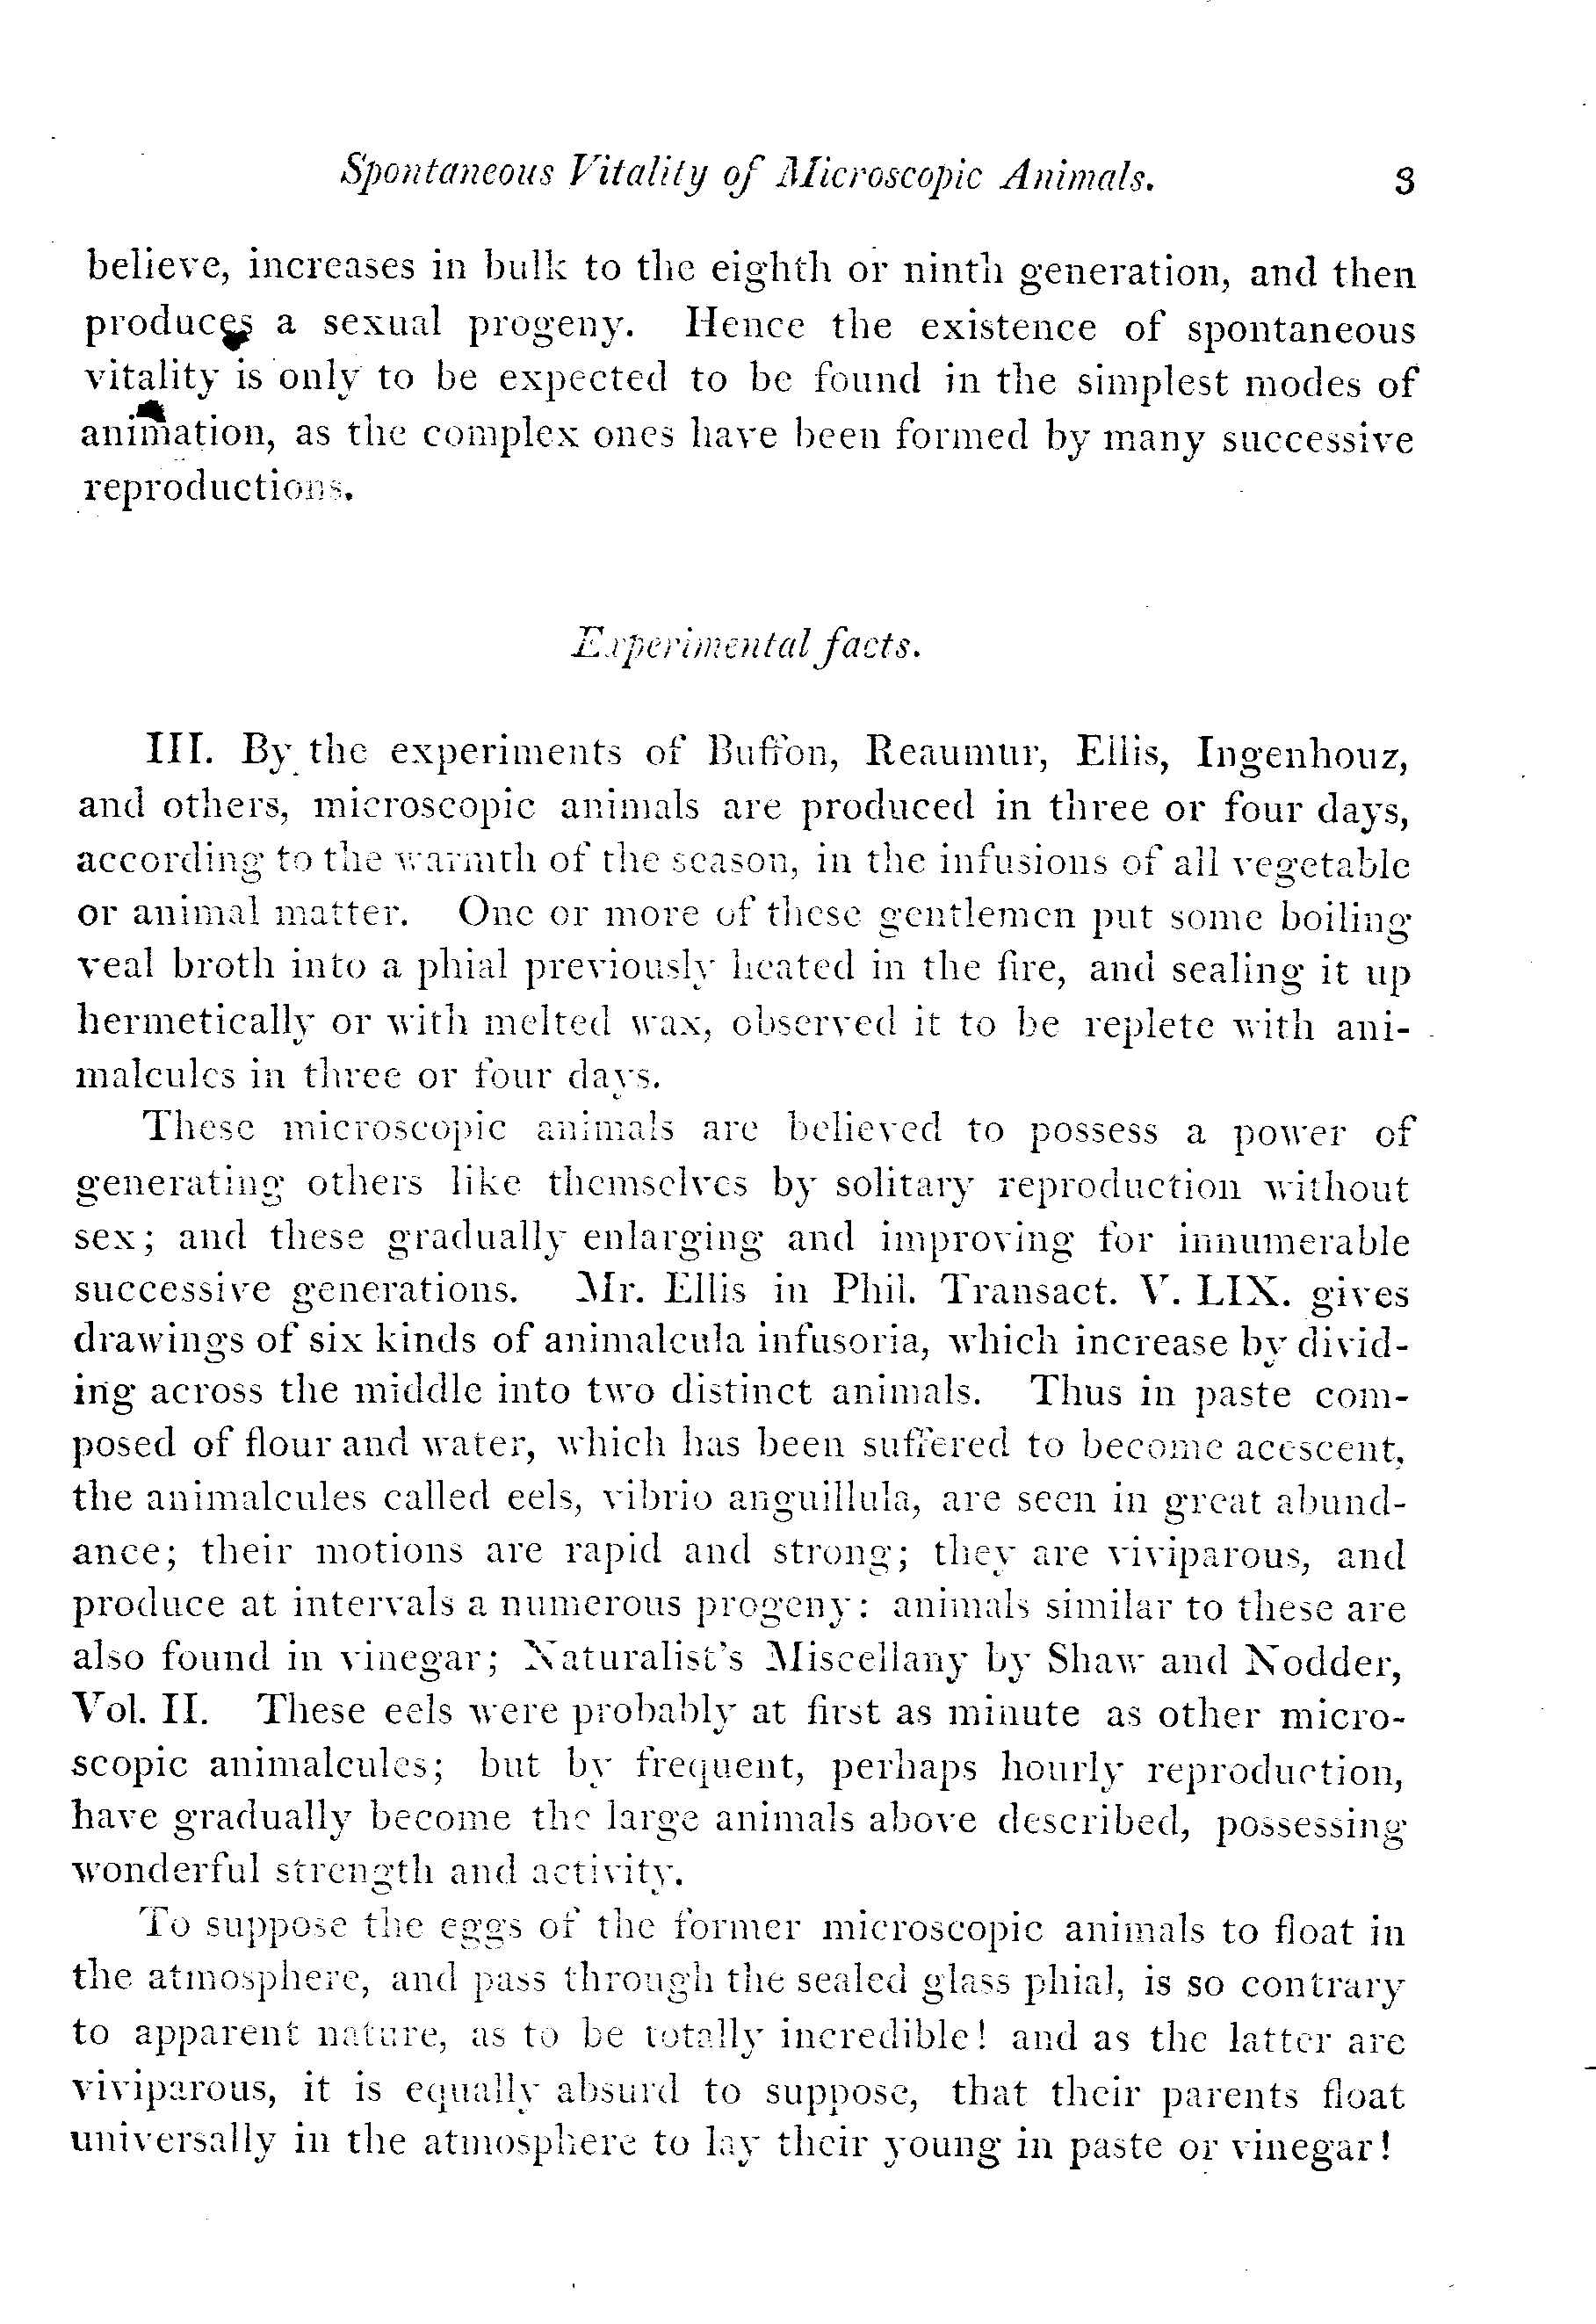 Spontaneous Vitality of Microscopic Animals. 3
believe, increases in bulk to the eighth or ninth generation, and then
produces a sexual progeny. Hence the existence of spontaneous
vitality is only to be expected to be found in the simplest modes of
animation, as the complex ones have been formed by many successive
reproductions.
Experimental facts.
III. By the experiments of Buffon, Reaumur, Ellis, Ingenhouz,
and others, microscopic animals are produced in three or four days,
according to the warmth of the season, in the infusions of all vegetable
or animal matter. One or more of these gentlemen put some boiling
veal broth into a phial previously heated in the fire, and sealing it up
hermetically or with melted wax, observed it to be replete with ani-
malcules in three or four days.
These microscopic animals are believed to possess a power of
generating others like themselves by solitary reproduction without
sex; and these gradually enlarging and improving for innumerable
successive generations. Mr. Ellis in Phil. Transact. V. LIX. gives
drawings of six kinds of animalcula infusoria, which increase by divid-
ing across the middle into two distinct animals. Thus in paste com-
posed of flour and water, which has been suffered to become acescent,
the animalcules called eels, vibrio anguillula, are seen in great abund-
ance; their motions are rapid and strong; they are viviparous, and
produce at intervals a numerous progeny: animals similar to these are
also found in vinegar; Naturalist's Miscellany by Shaw and Nodder,
Vol. II. These eels were probably at first as minute as other micro-
scopic animalcules; but by frequent, perhaps hourly reproduction,
have gradually become the large animals above described, possessing
wonderful strength and activity.
To suppose the eggs of the former microscopic animals to float in
the atmosphere, and pass through the sealed glass phial, is so contrary
to apparent nature, as to be totally incredible! and as the latter are
viviparous, it is equally absurd to suppose, that their parents float
universally in the atmosphere to lay their young in paste or vinegar!